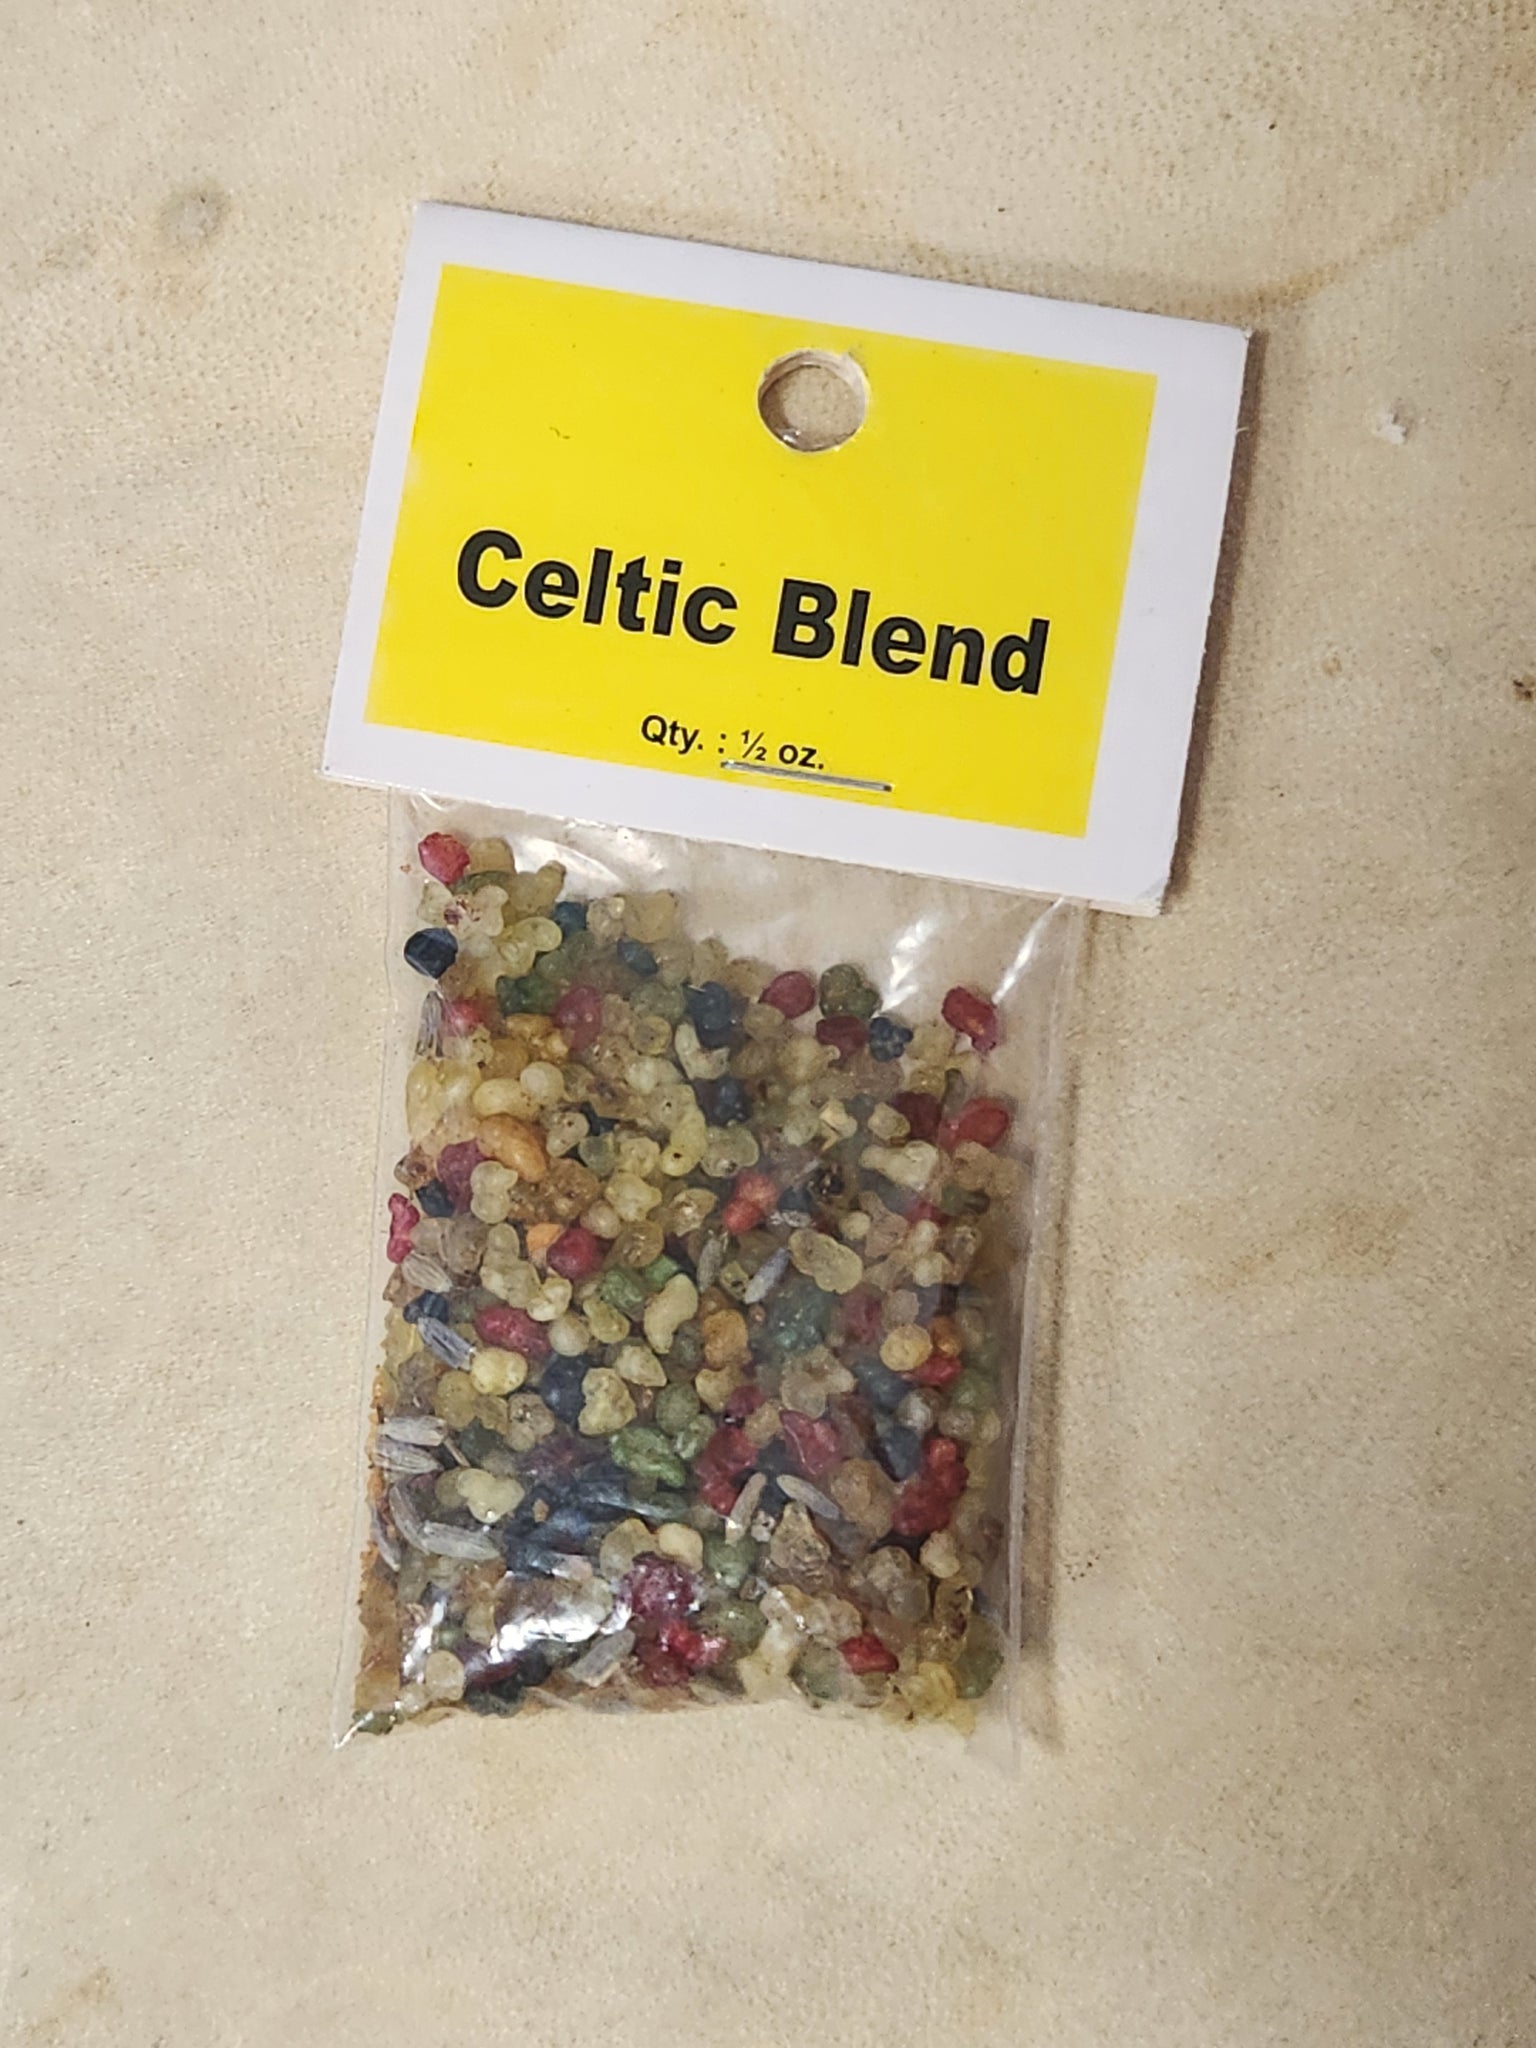 Celtic Blend
Qty. : ½ oz.